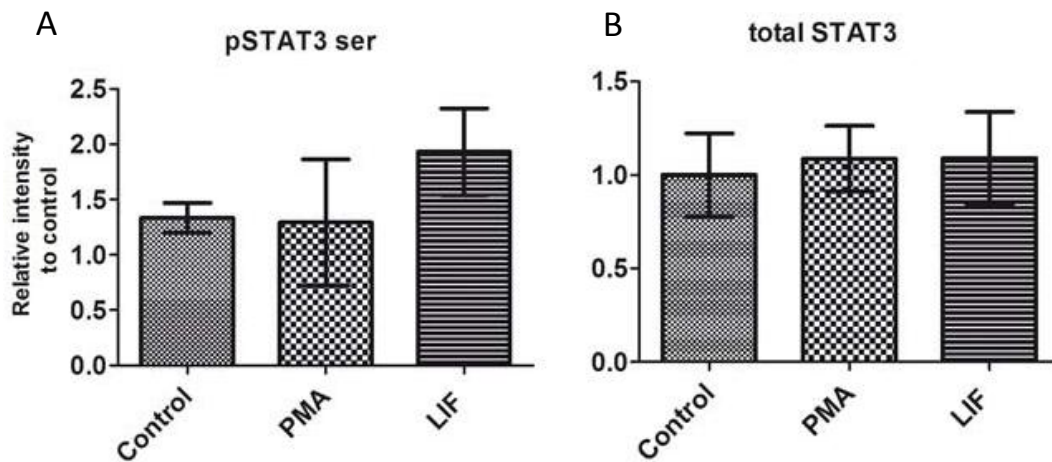 A
pSTAT3 ser
Relative intensity
to control
2.5
2.0
1.5
1.0
0.5
0.0
Control
PMA
LIF
B
total STAT3
1.5
1.0
0.5
0.0
Control
PMA
LIF